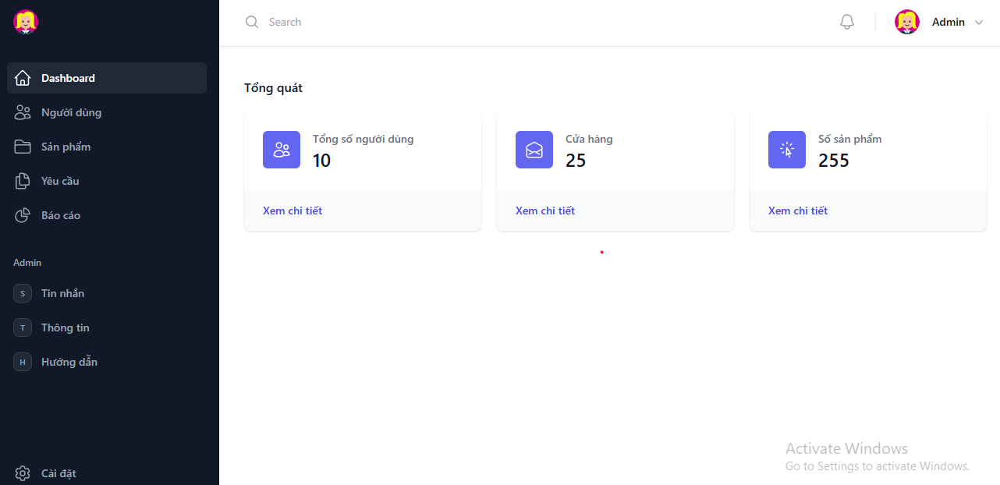 Search
Admin
Dashboard
Người dùng
Sản phẩm
Yêu cầu
Báo cáo
Admin
S Tin nhắn
T Thông tin
H Hướng dẫn
Cài đặt
Tổng quát
Tổng số người dùng
10
Xem chi tiết
Cửa hàng
25
Xem chi tiết
Số sản phẩm
255
Xem chi tiết
Activate Windows
Go to Settings to activate Windows.